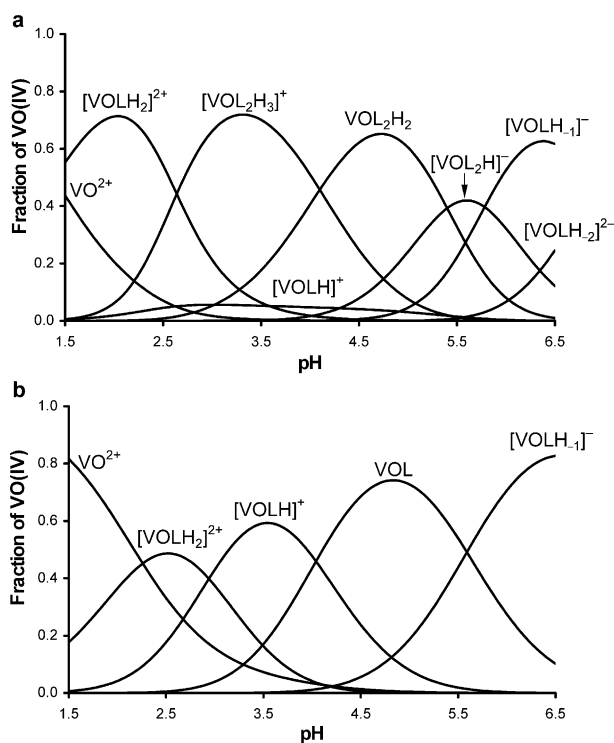 a
1.0
[VOLH₂]²⁺ [VOL₂H₃]⁺ VOL₂H₂ [VOLH₋₁]⁻
0.8
[VOL₂H]⁻
0.6
VO²⁺
[VOLH₋₂]²⁻
0.4
[VOLH]⁺
0.2
0.0
Fraction of VO(IV)
1.5 2.5 3.5 4.5 5.5 6.5
pH
b
1.0
[VOLH₋₁]⁻
VO²⁺
VOL
0.8
[VOLH]⁺
[VOLH₂]²⁺
0.6
0.4
0.2
0.0
Fraction of VO(IV)
1.5 2.5 3.5 4.5 5.5 6.5
pH